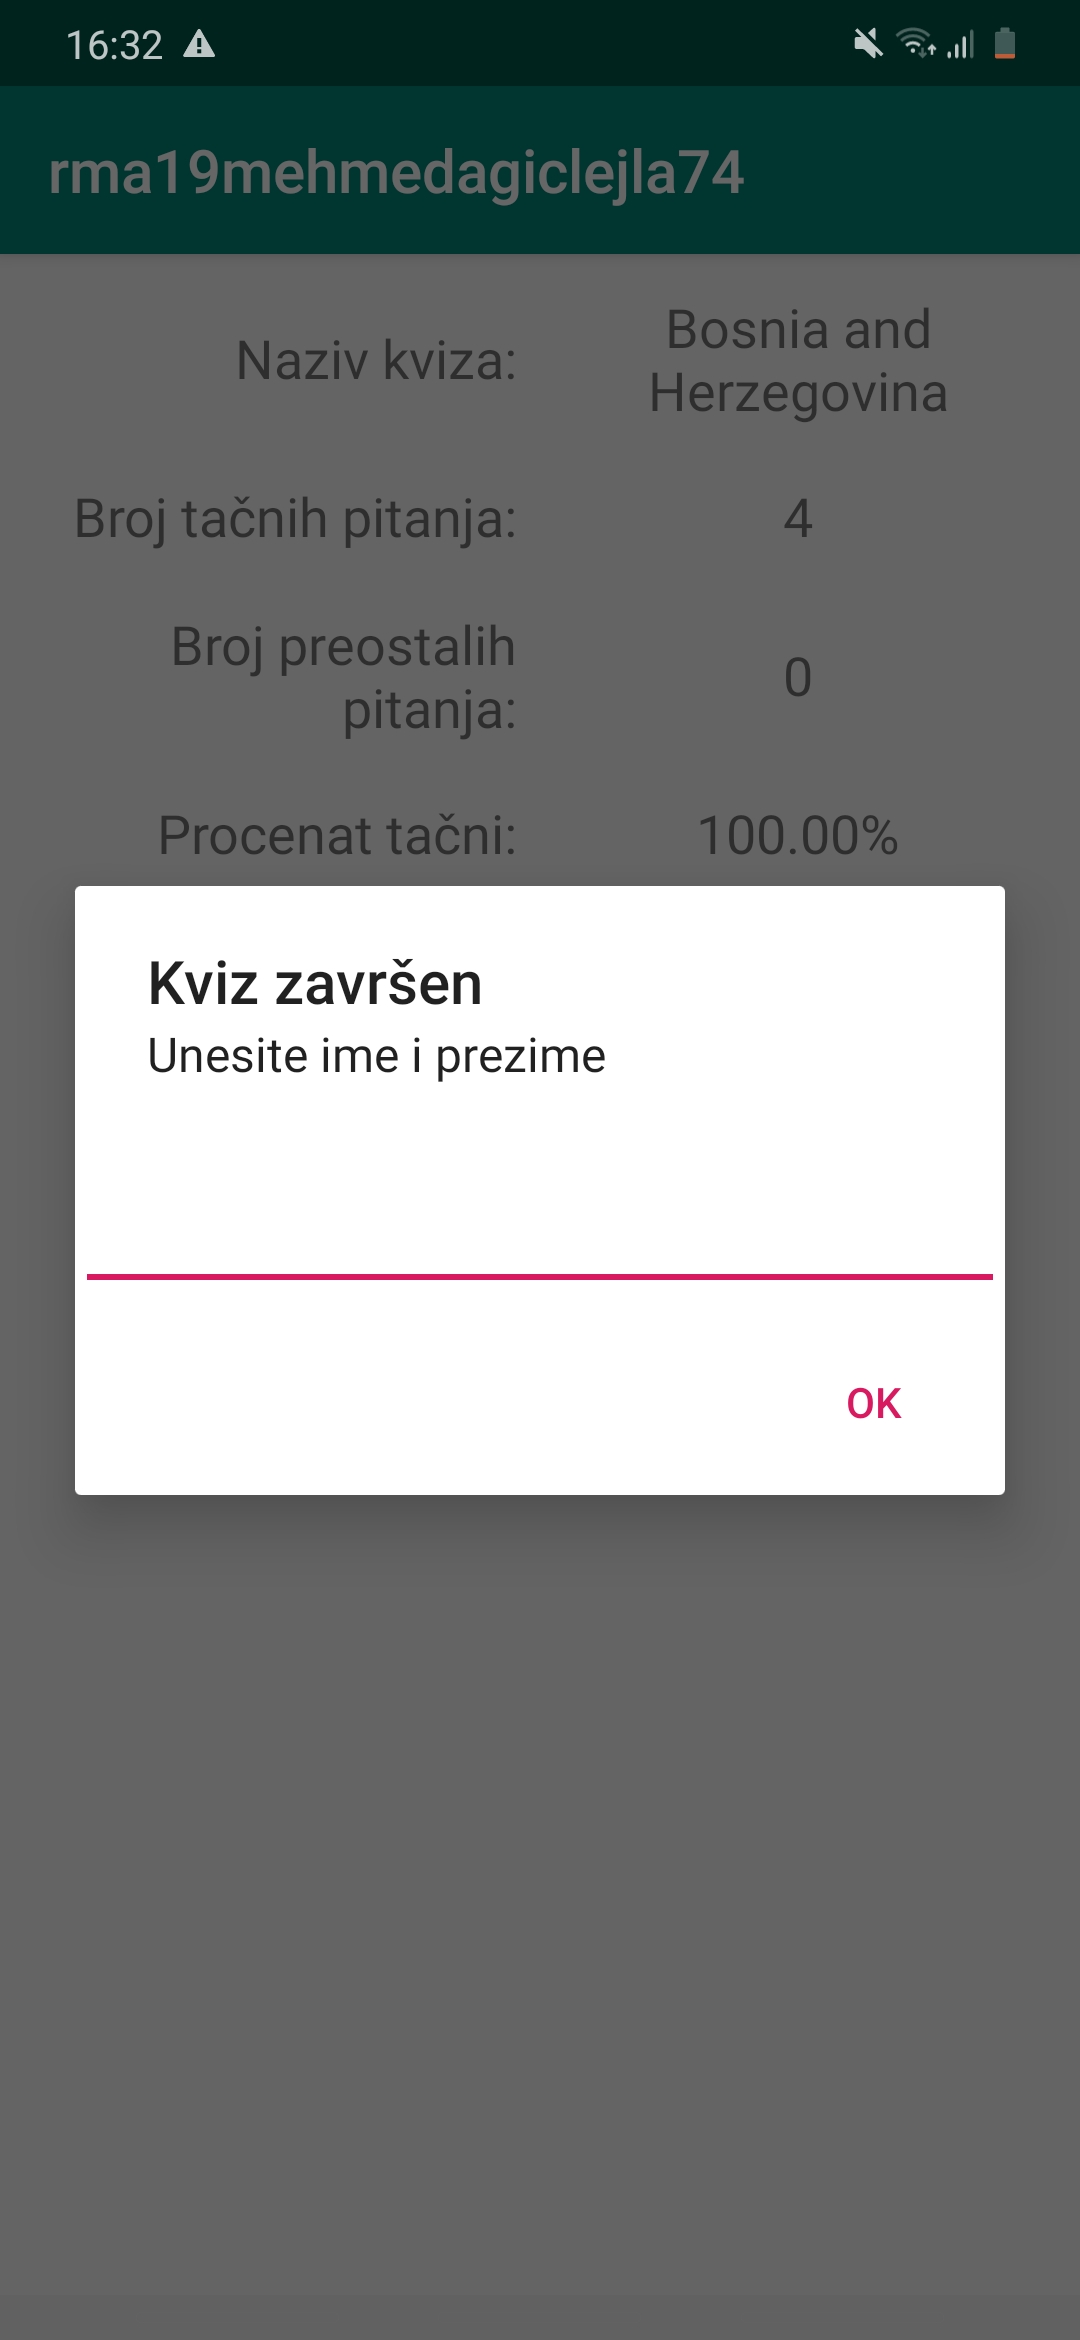 16:32
rma19mehmedagiclejla74
Naziv kviza:
Bosnia and
Herzegovina
Broj tačnih pitanja:
4
Broj preostalih
pitanja:
0
Procenat tačni:
100.00%
Kviz završen
Unesite ime i prezime
OK